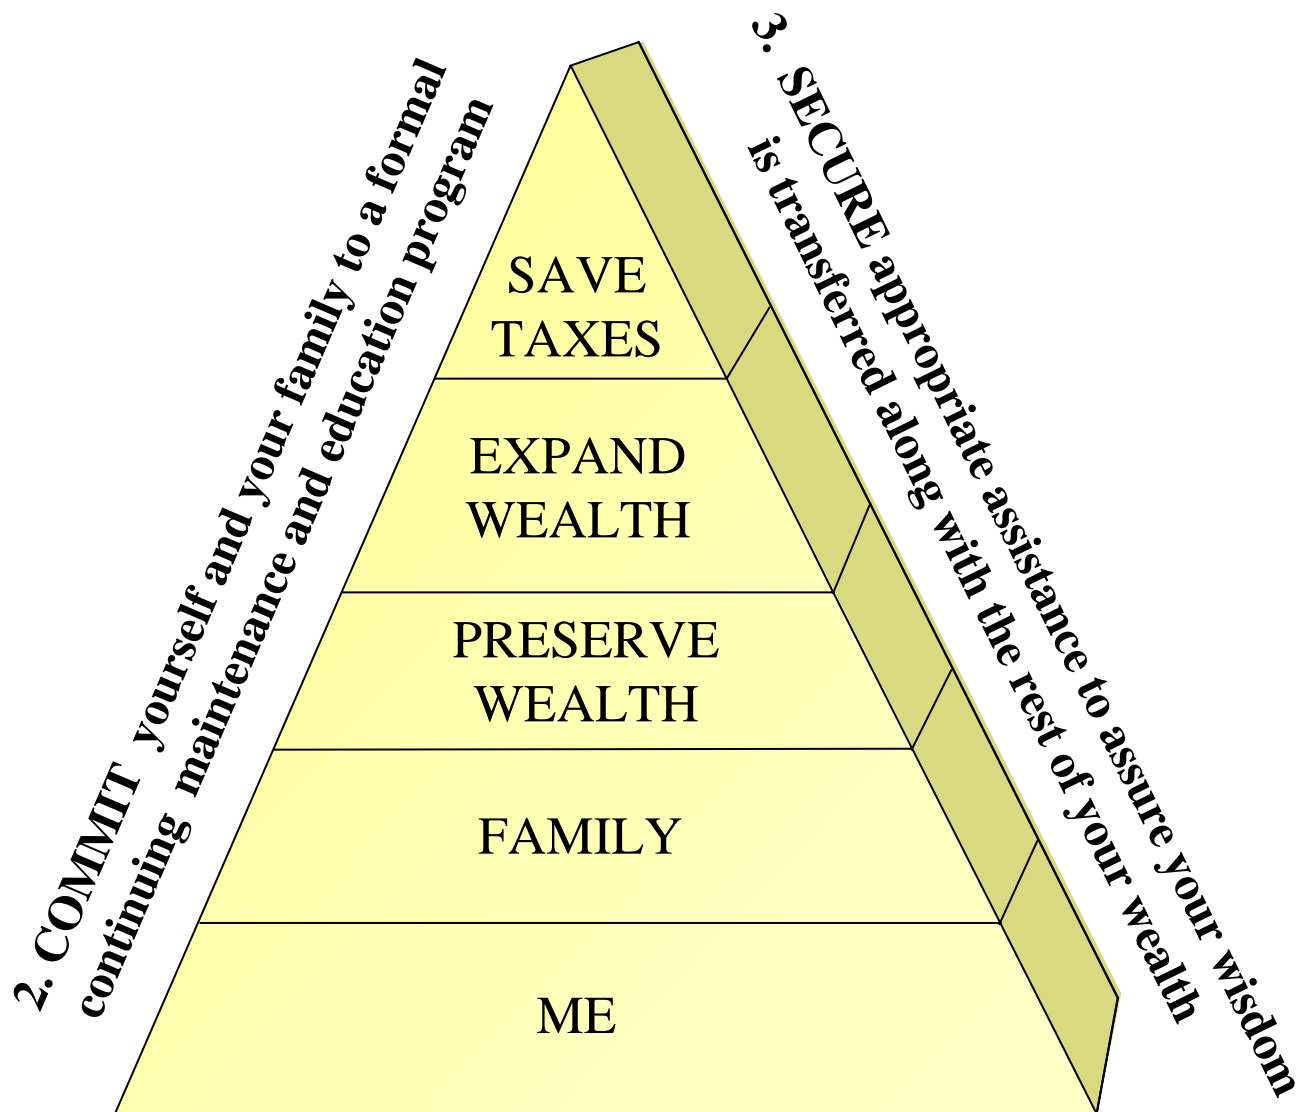 2. COMMIT yourself and your family to a formal
continuing maintenance and education program
3. SECURE appropriate assistance to assure your wisdom
is transferred along with the rest of your wealth
SAVE
TAXES
EXPAND
WEALTH
PRESERVE
WEALTH
FAMILY
ME